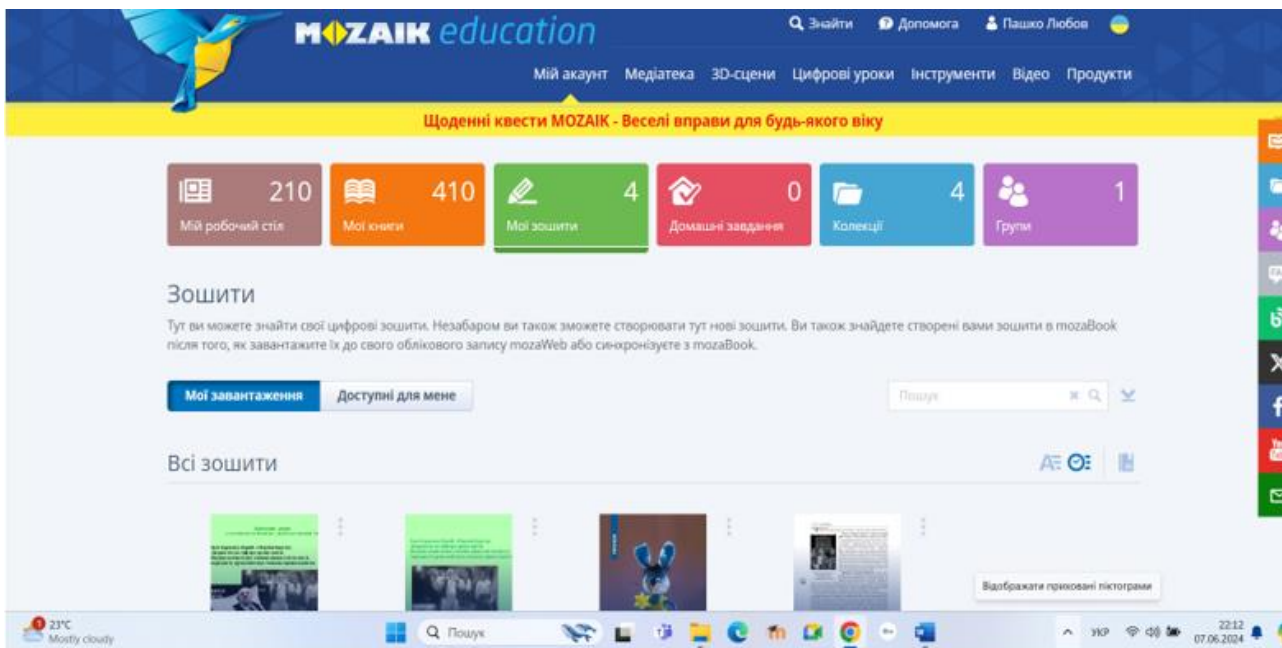 MOZAIK education
Знайти Допомога Пашко Любов
Мій акаунт Медіатека 3D-сцени Цифрові уроки Інструменти Відео Продукти
Щоденні квести MOZAIK - Веселі вправи для будь-якого віку
210 410 4 0 4 1
Мій робочий стіл Мої книги Мої зошити Домашні завдання Колекції Групи
Зошити
Тут ви можете знайти свої цифрові зошити. Незабаром ви також зможете створювати тут нові зошити. Ви також знайдете створені вами зошити в mozaBook
після того, як завантажите їх до свого облікового запису mozaWeb або синхронізуєте з mozaBook.
Мої завантаження Доступні для мене Пошук
Всі зошити
Відображати приховані піктограми
23°C
Mostly cloudy
Пошук
УКР
22:12
07.06.2024